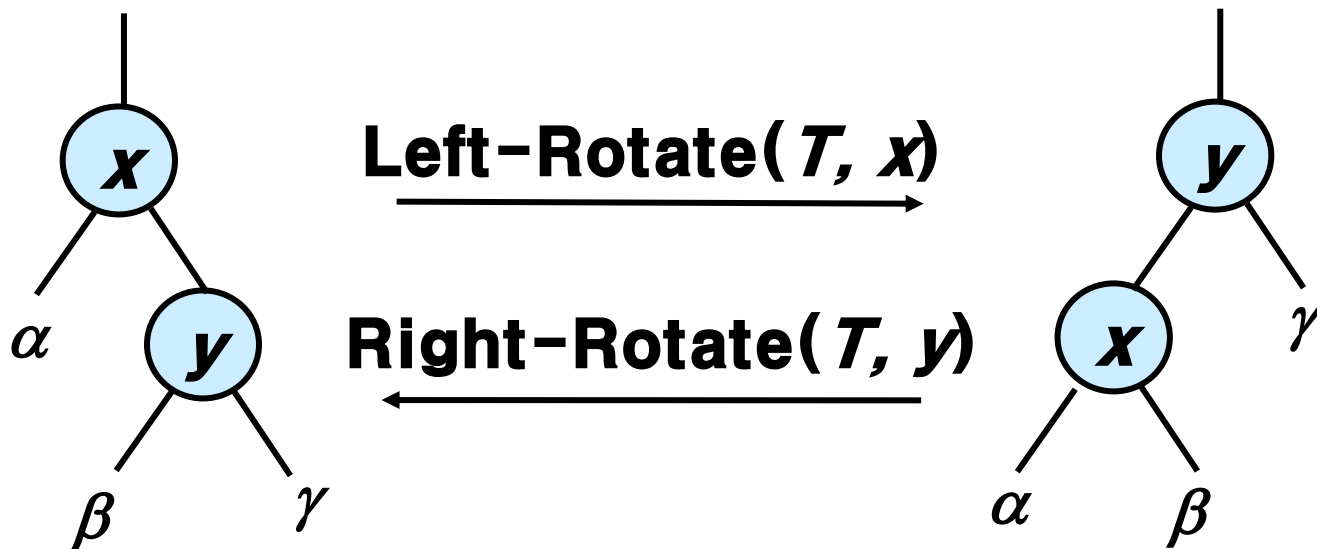 x
y
α
β
γ
Left-Rotate(T, x)
Right-Rotate(T, y)
y
x
γ
α
β